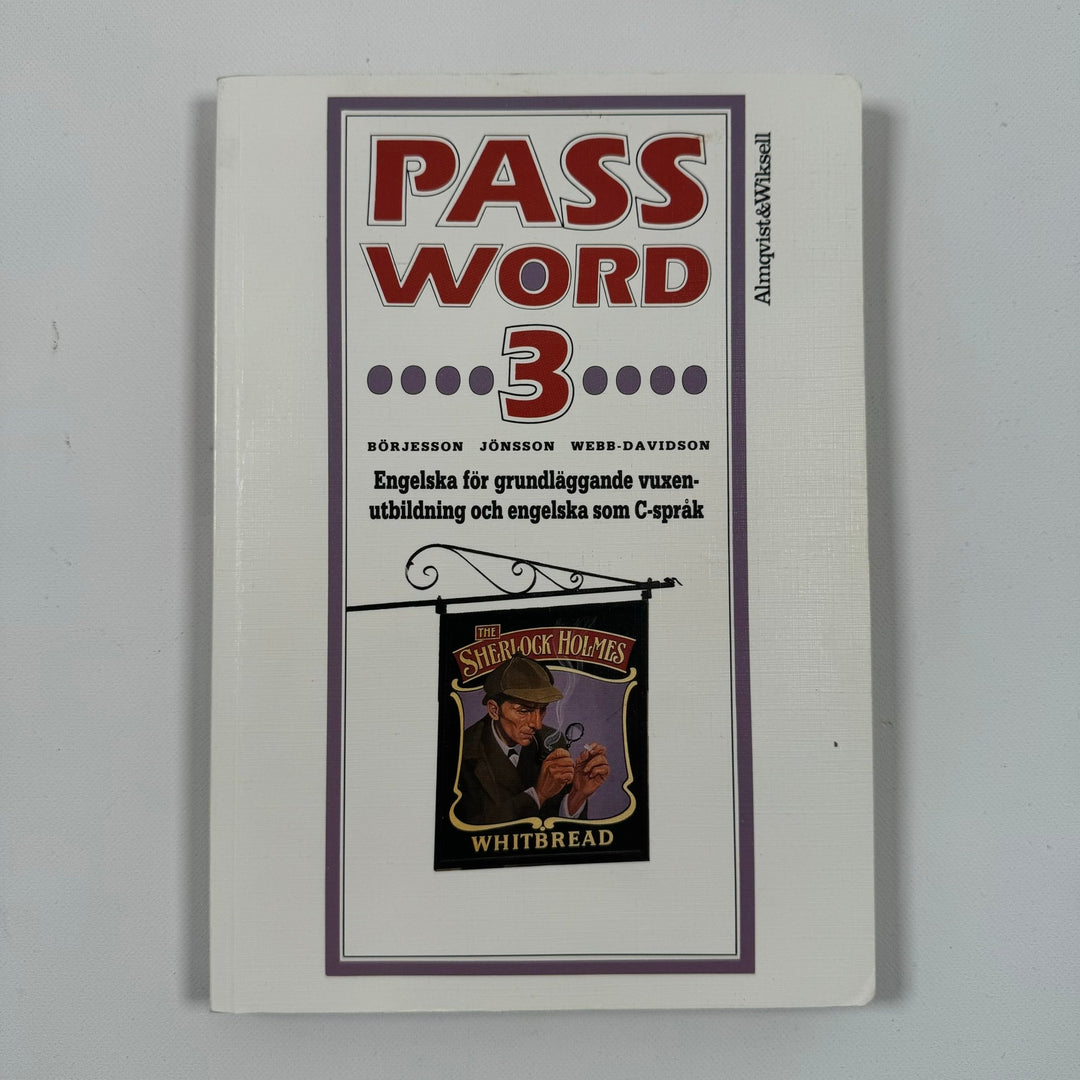 PASS
WORD
3
BÖRJESSON JÖNSSON WEBB-DAVIDSON
Engelska för grundläggande vuxen-
utbildning och engelska som C-språk
THE
SHERLOCK HOLMES
WHITBREAD
Almqvist&Wiksell